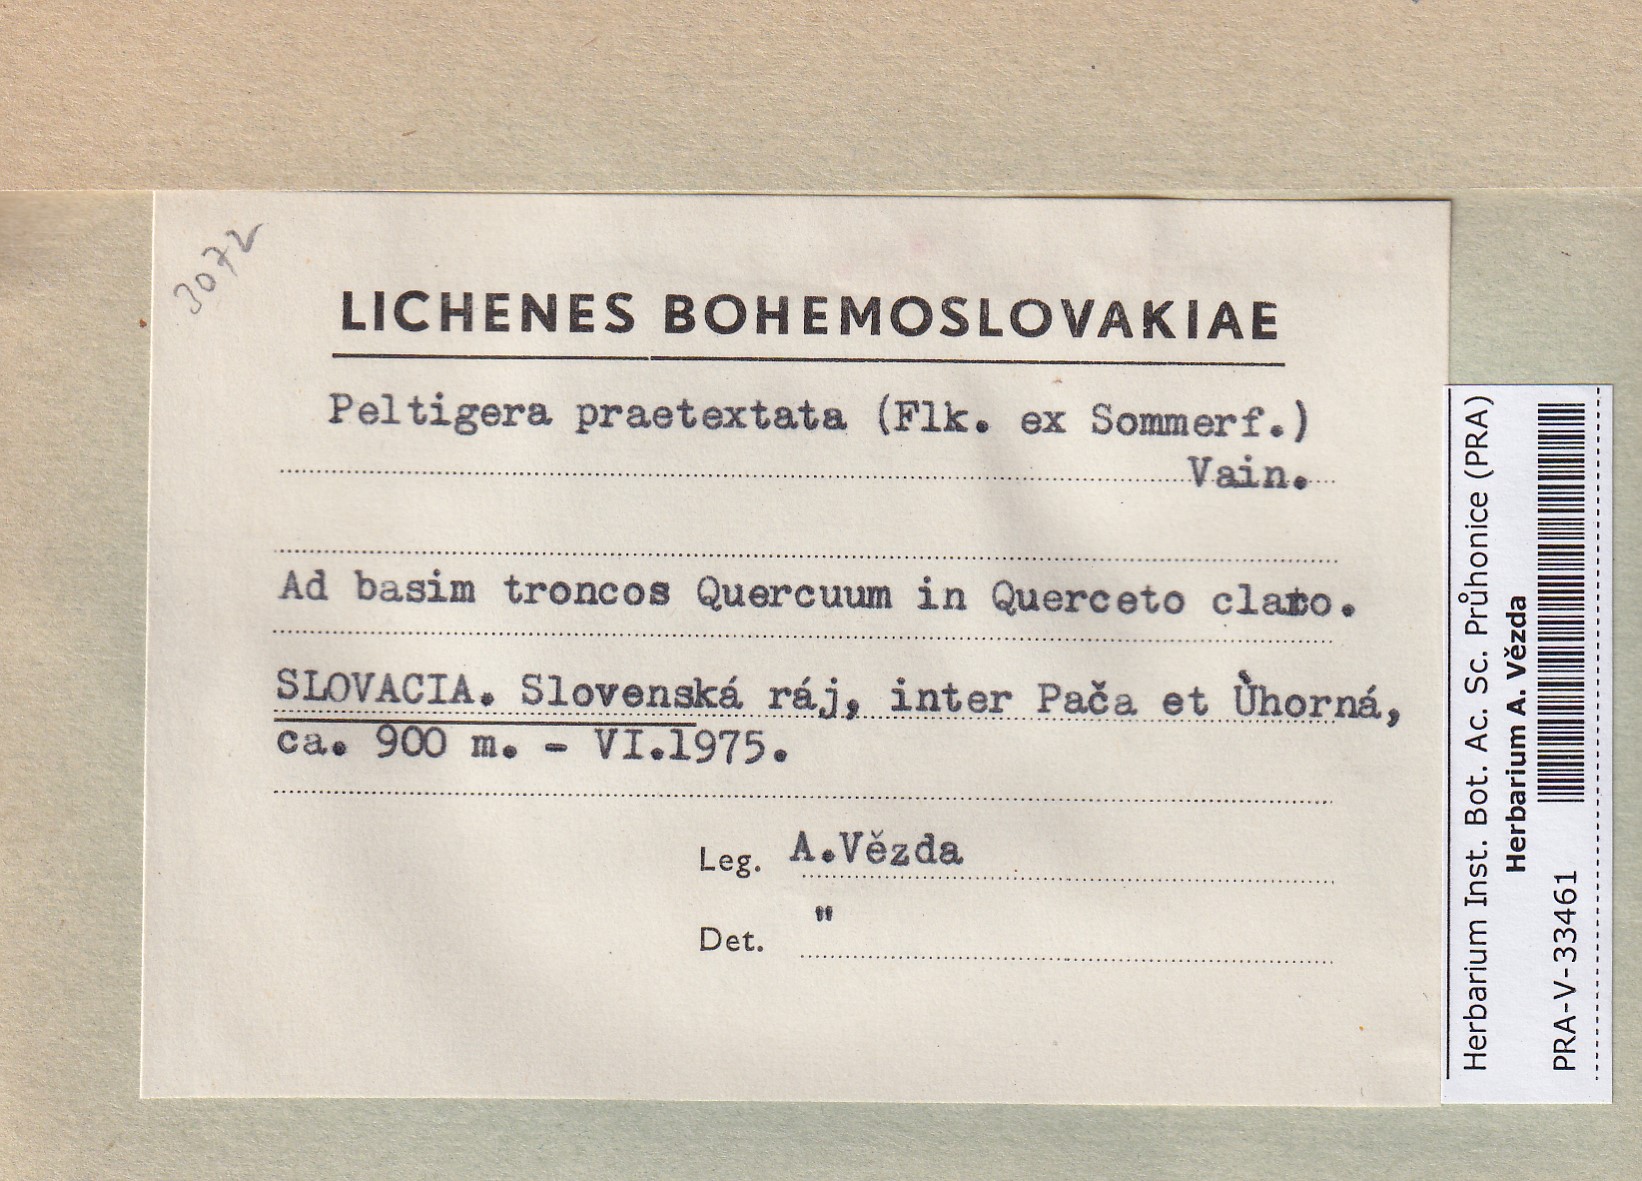 3072
LICHENES BOHEMOSLOVAKIAE
Peltigera praetextata (Flk. ex Sommerf.)
Vain.
Ad basim troncos Quercuum in Querceto claro.
SLOVACIA. Slovenská ráj, inter Pača et Ùhorná,
ca. 900 m. - VI.1975.
Leg. A.Vězda
Det. "
Herbarium Inst. Bot. Ac. Sc. Průhonice (PRA)
Herbarium A. Vězda
PRA-V-33461